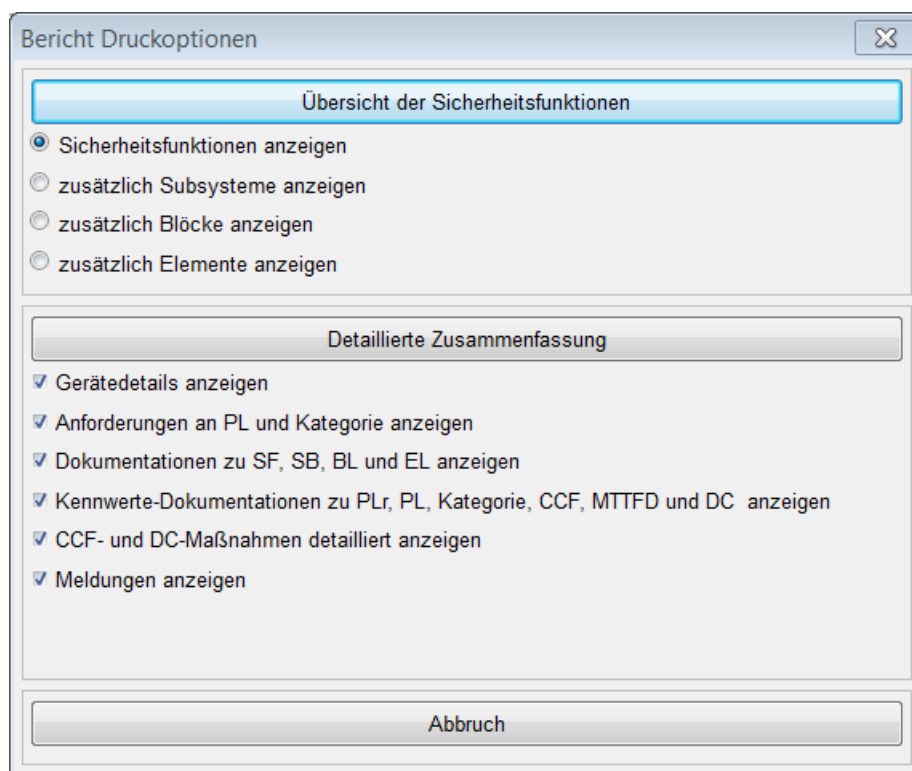 Bericht Druckoptionen
Übersicht der Sicherheitsfunktionen
Sicherheitsfunktionen anzeigen
zusätzlich Subsysteme anzeigen
zusätzlich Blöcke anzeigen
zusätzlich Elemente anzeigen
Detaillierte Zusammenfassung
Gerätedetails anzeigen
Anforderungen an PL und Kategorie anzeigen
Dokumentationen zu SF, SB, BL und EL anzeigen
Kennwerte-Dokumentationen zu PLr, PL, Kategorie, CCF, MTTFD und DC anzeigen
CCF- und DC-Maßnahmen detailliert anzeigen
Meldungen anzeigen
Abbruch